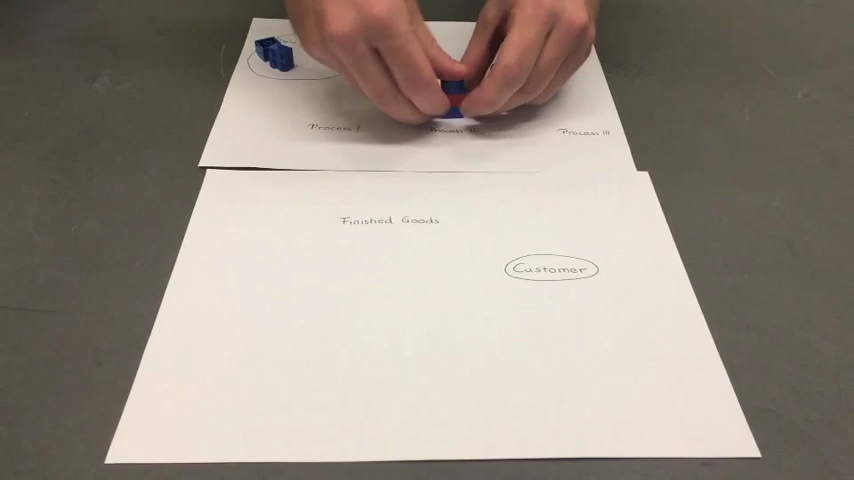 Process I
Process II
Process III
Finished Goods
Customer